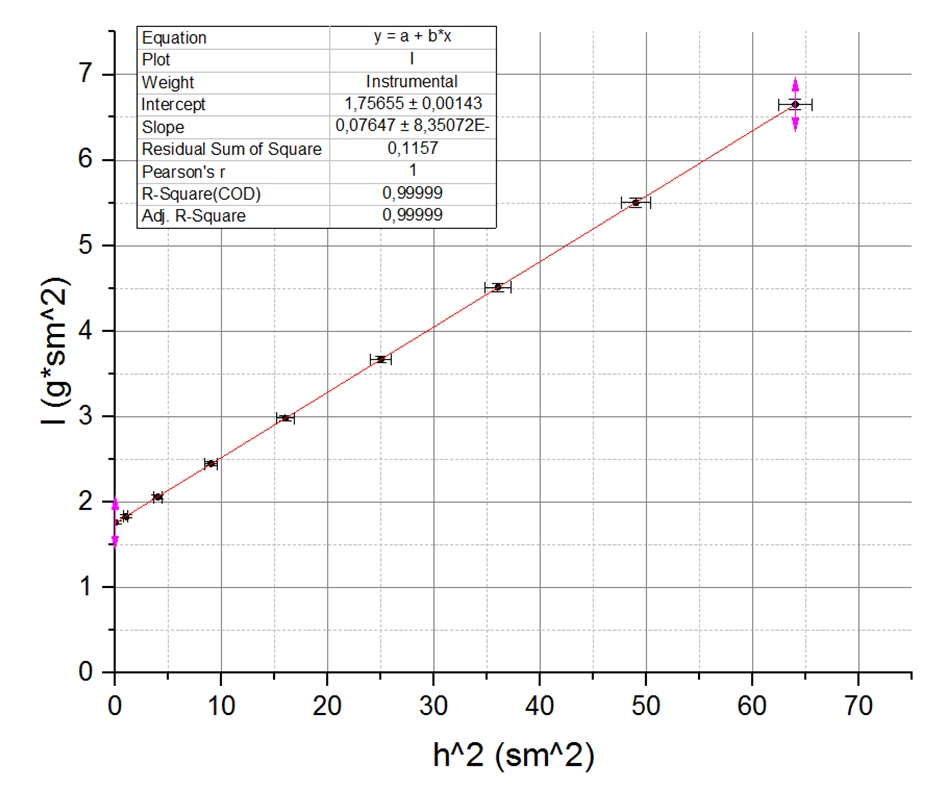 Equation y = a + b*x
Plot I
Weight Instrumental
Intercept 1,75655 ± 0,00143
Slope 0,07647 ± 8,35072E-
Residual Sum of Square 0,1157
Pearson's r 1
R-Square(COD) 0,99999
Adj. R-Square 0,99999
7
6
5
4
3
2
1
0
I (g*sm^2)
0 10 20 30 40 50 60 70
h^2 (sm^2)